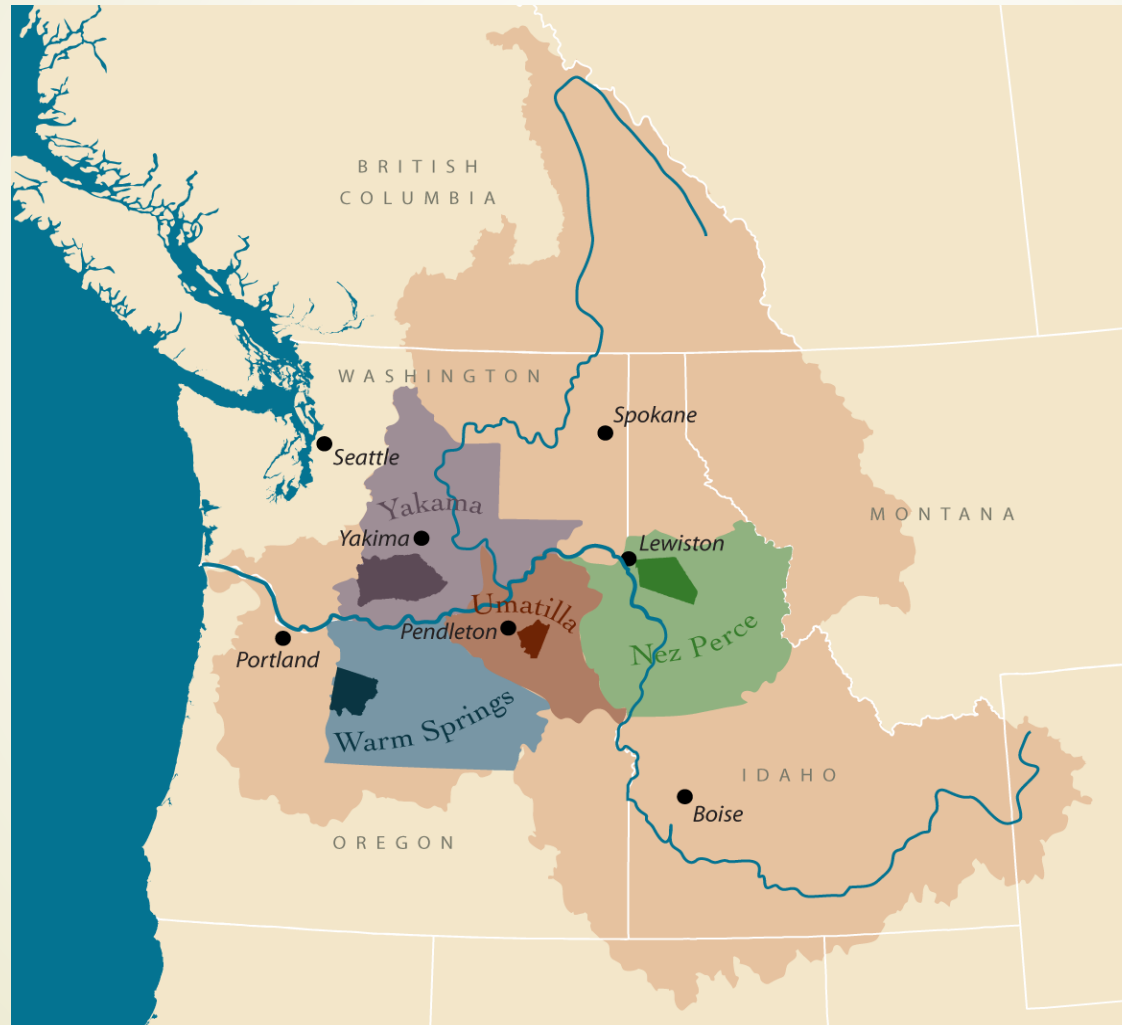 BRITISH
COLUMBIA
WASHINGTON
Spokane
Seattle
Yakama
MONTANA
Yakima
Lewiston
Umatilla
Pendleton
Nez Perce
Portland
Warm Springs
IDAHO
Boise
OREGON